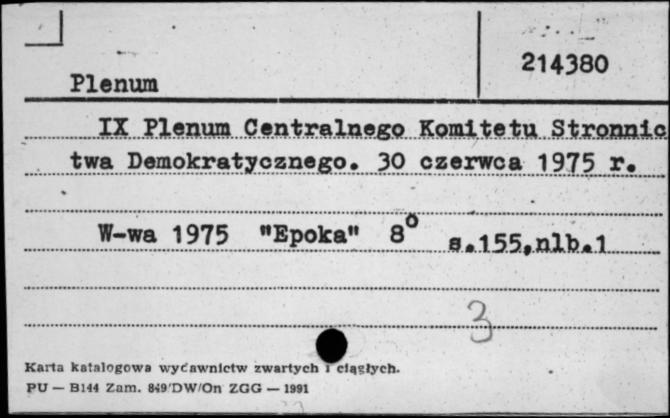 214380
Plenum
IX Plenum Centralnego Komitetu Stronnic
twa Demokratycznego. 30 czerwca 1975 r.
W-wa 1975 "Epoka" 8° s.155,nlb.1
3
Karta katalogowa wydawnictw zwartych i ciągłych.
PU — B144 Zam. 849/DW/On ZGG — 1991